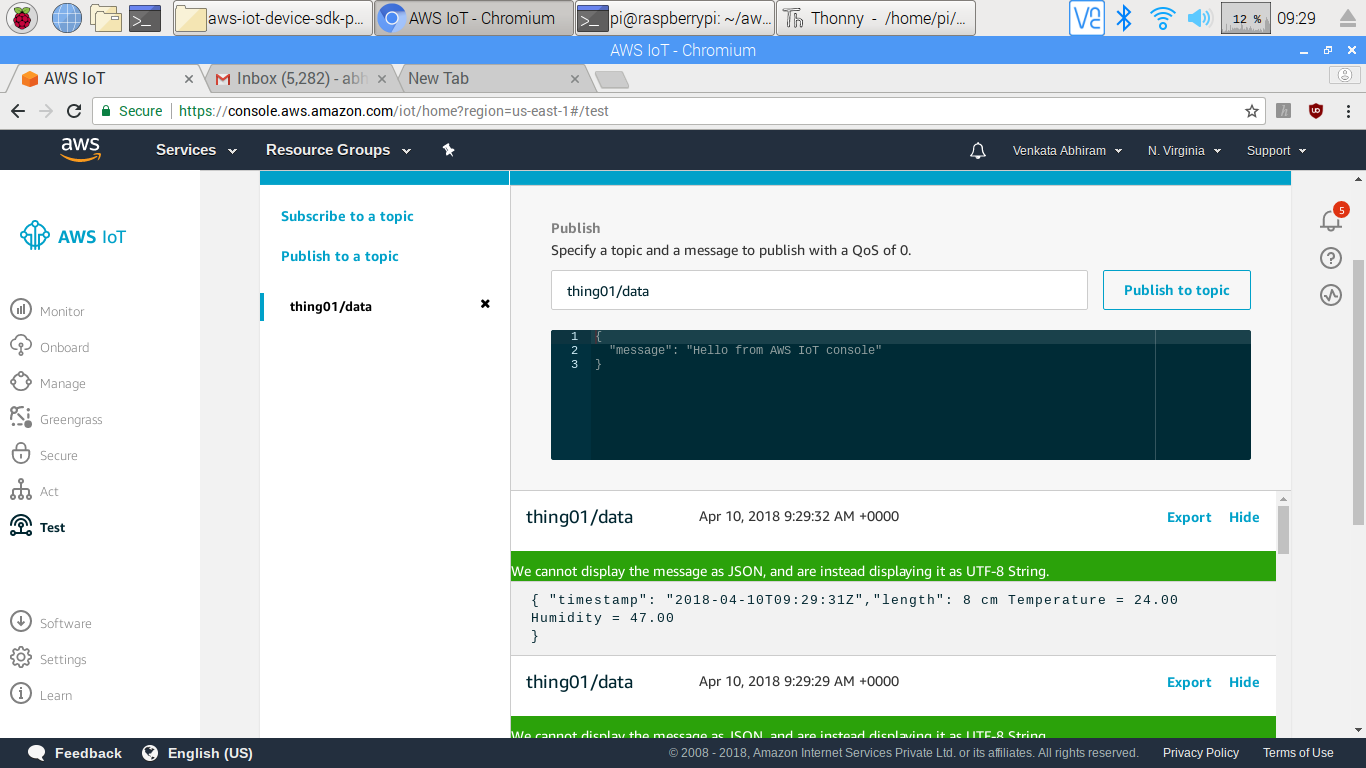 aws-iot-device-sdk-p...
AWS IoT - Chromium
pi@raspberrypi: ~/aw...
Thonny - /home/pi/...
12 %
09:29
AWS IoT - Chromium
AWS IoT
Inbox (5,282) - abh
New Tab
Secure
https://console.aws.amazon.com/iot/home?region=us-east-1#/test
aws
Services
Resource Groups
Venkata Abhiram
N. Virginia
Support
AWS IoT
Monitor
Onboard
Manage
Greengrass
Secure
Act
Test
Software
Settings
Learn
Subscribe to a topic
Publish to a topic
thing01/data
Publish
Specify a topic and a message to publish with a QoS of 0.
thing01/data
Publish to topic
1 {
2 "message": "Hello from AWS IoT console"
3 }
5
thing01/data
Apr 10, 2018 9:29:32 AM +0000
Export
Hide
We cannot display the message as JSON, and are instead displaying it as UTF-8 String.
{ "timestamp": "2018-04-10T09:29:31Z","length": 8 cm Temperature = 24.00
Humidity = 47.00
}
thing01/data
Apr 10, 2018 9:29:29 AM +0000
Export
Hide
We cannot display the message as JSON, and are instead displaying it as UTF-8 String.
Feedback
English (US)
© 2008 - 2018, Amazon Internet Services Private Ltd. or its affiliates. All rights reserved.
Privacy Policy
Terms of Use